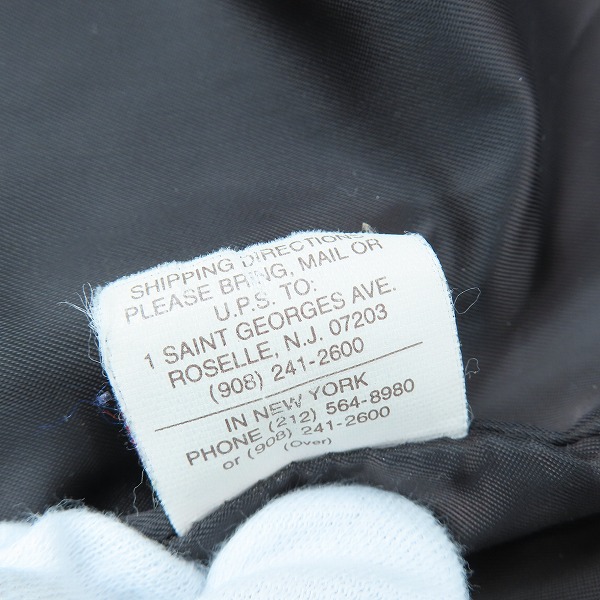 SHIPPING DIRECTIONS
PLEASE BRING, MAIL OR
U.P.S. TO:
1 SAINT GEORGES AVE.
ROSELLE, N.J. 07203
(908) 241-2600
IN NEW YORK
PHONE (212) 564-8980
or (908) 241-2600
(Over)